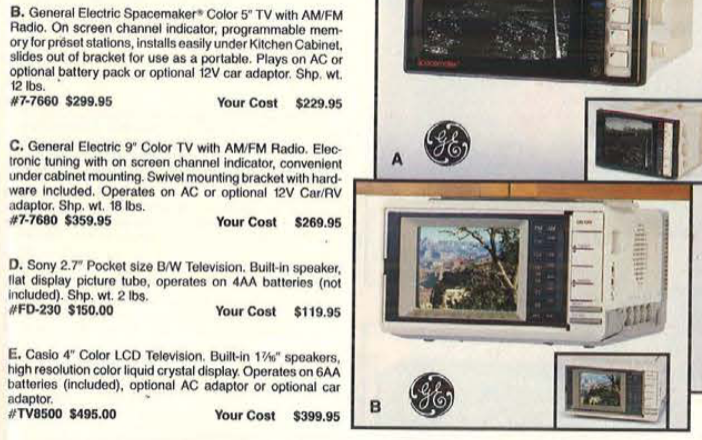 B. General Electric Spacemaker® Color 5" TV with AM/FM
Radio. On screen channel indicator, programmable mem-
ory for preset stations, installs easily under Kitchen Cabinet,
slides out of bracket for use as a portable. Plays on AC or
optional battery pack or optional 12V car adaptor. Shp. wt.
12 lbs.
#7-7660 $299.95 Your Cost $229.95
C. General Electric 9" Color TV with AM/FM Radio. Elec-
tronic tuning with on screen channel indicator, convenient
under cabinet mounting. Swivel mounting bracket with hard-
ware included. Operates on AC or optional 12V Car/RV
adaptor. Shp. wt. 18 lbs.
#7-7680 $359.95 Your Cost $269.95
D. Sony 2.7" Pocket size B/W Television. Built-in speaker,
flat display picture tube, operates on 4AA batteries (not
included). Shp. wt. 2 lbs.
#FD-230 $150.00 Your Cost $119.95
E. Casio 4" Color LCD Television. Built-in 1⁷⁄₁₆" speakers,
high resolution color liquid crystal display. Operates on 6AA
batteries (included), optional AC adaptor or optional car
adaptor.
#TV8500 $495.00 Your Cost $399.95
Spacemaker
A
GE
B
GE